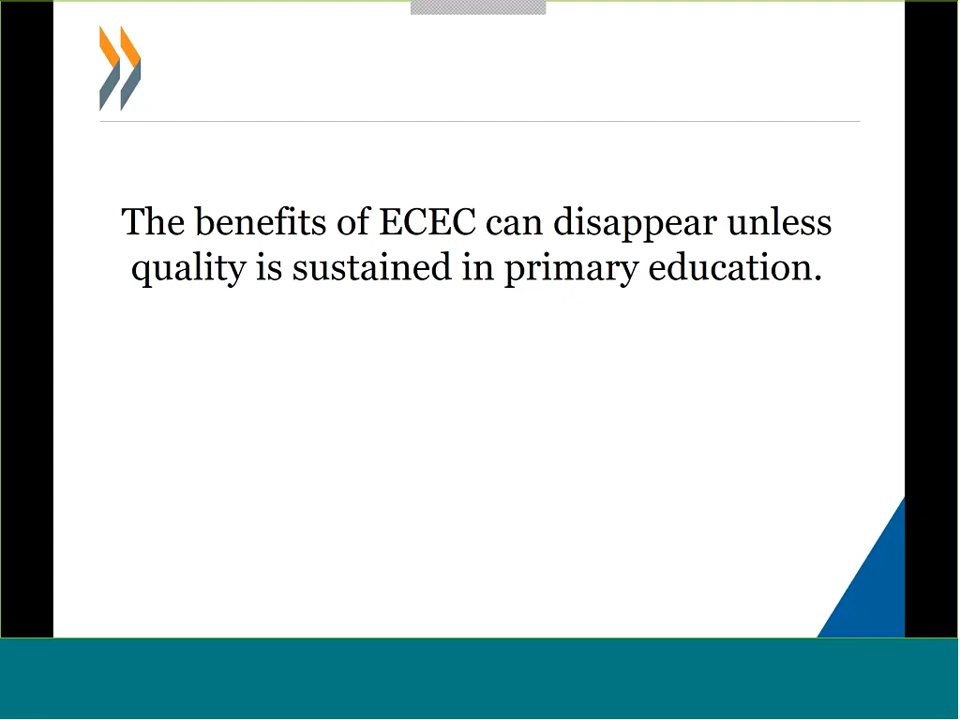 The benefits of ECEC can disappear unless
quality is sustained in primary education.